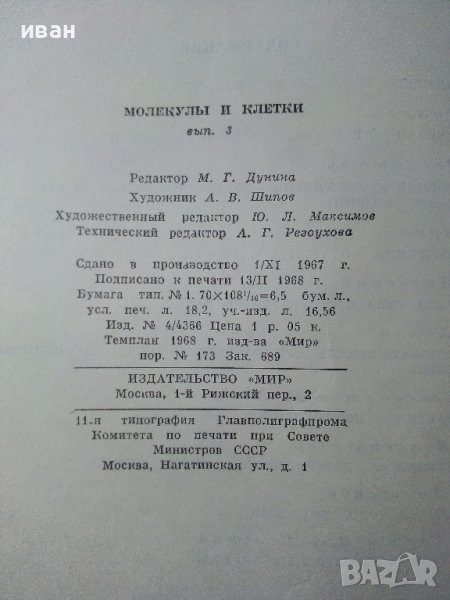 иван
МОЛЕКУЛЫ И КЛЕТКИ
вып. 3
Редактор М. Г. Дунина
Художник А. В. Шипов
Художественный редактор Ю. Л. Максимов
Технический редактор А. Г. Резоухова
Сдано в производство 1/XI 1967 г.
Подписано к печати 13/II 1968 г.
Бумага тип. № 1. 70×108¹/₁₆=6,5 бум. л.,
усл. печ. л. 18,2, уч.-изд. л. 16,56
Изд. № 4/4366 Цена 1 р. 05 к.
Темплан 1968 г. изд-ва «Мир»
пор. № 173 Зак. 689
ИЗДАТЕЛЬСТВО «МИР»
Москва, 1-й Рижский пер., 2
11-я типография Главполиграфпрома
Комитета по печати при Совете
Министров СССР
Москва, Нагатинская ул., д. 1
BAZAR.bg